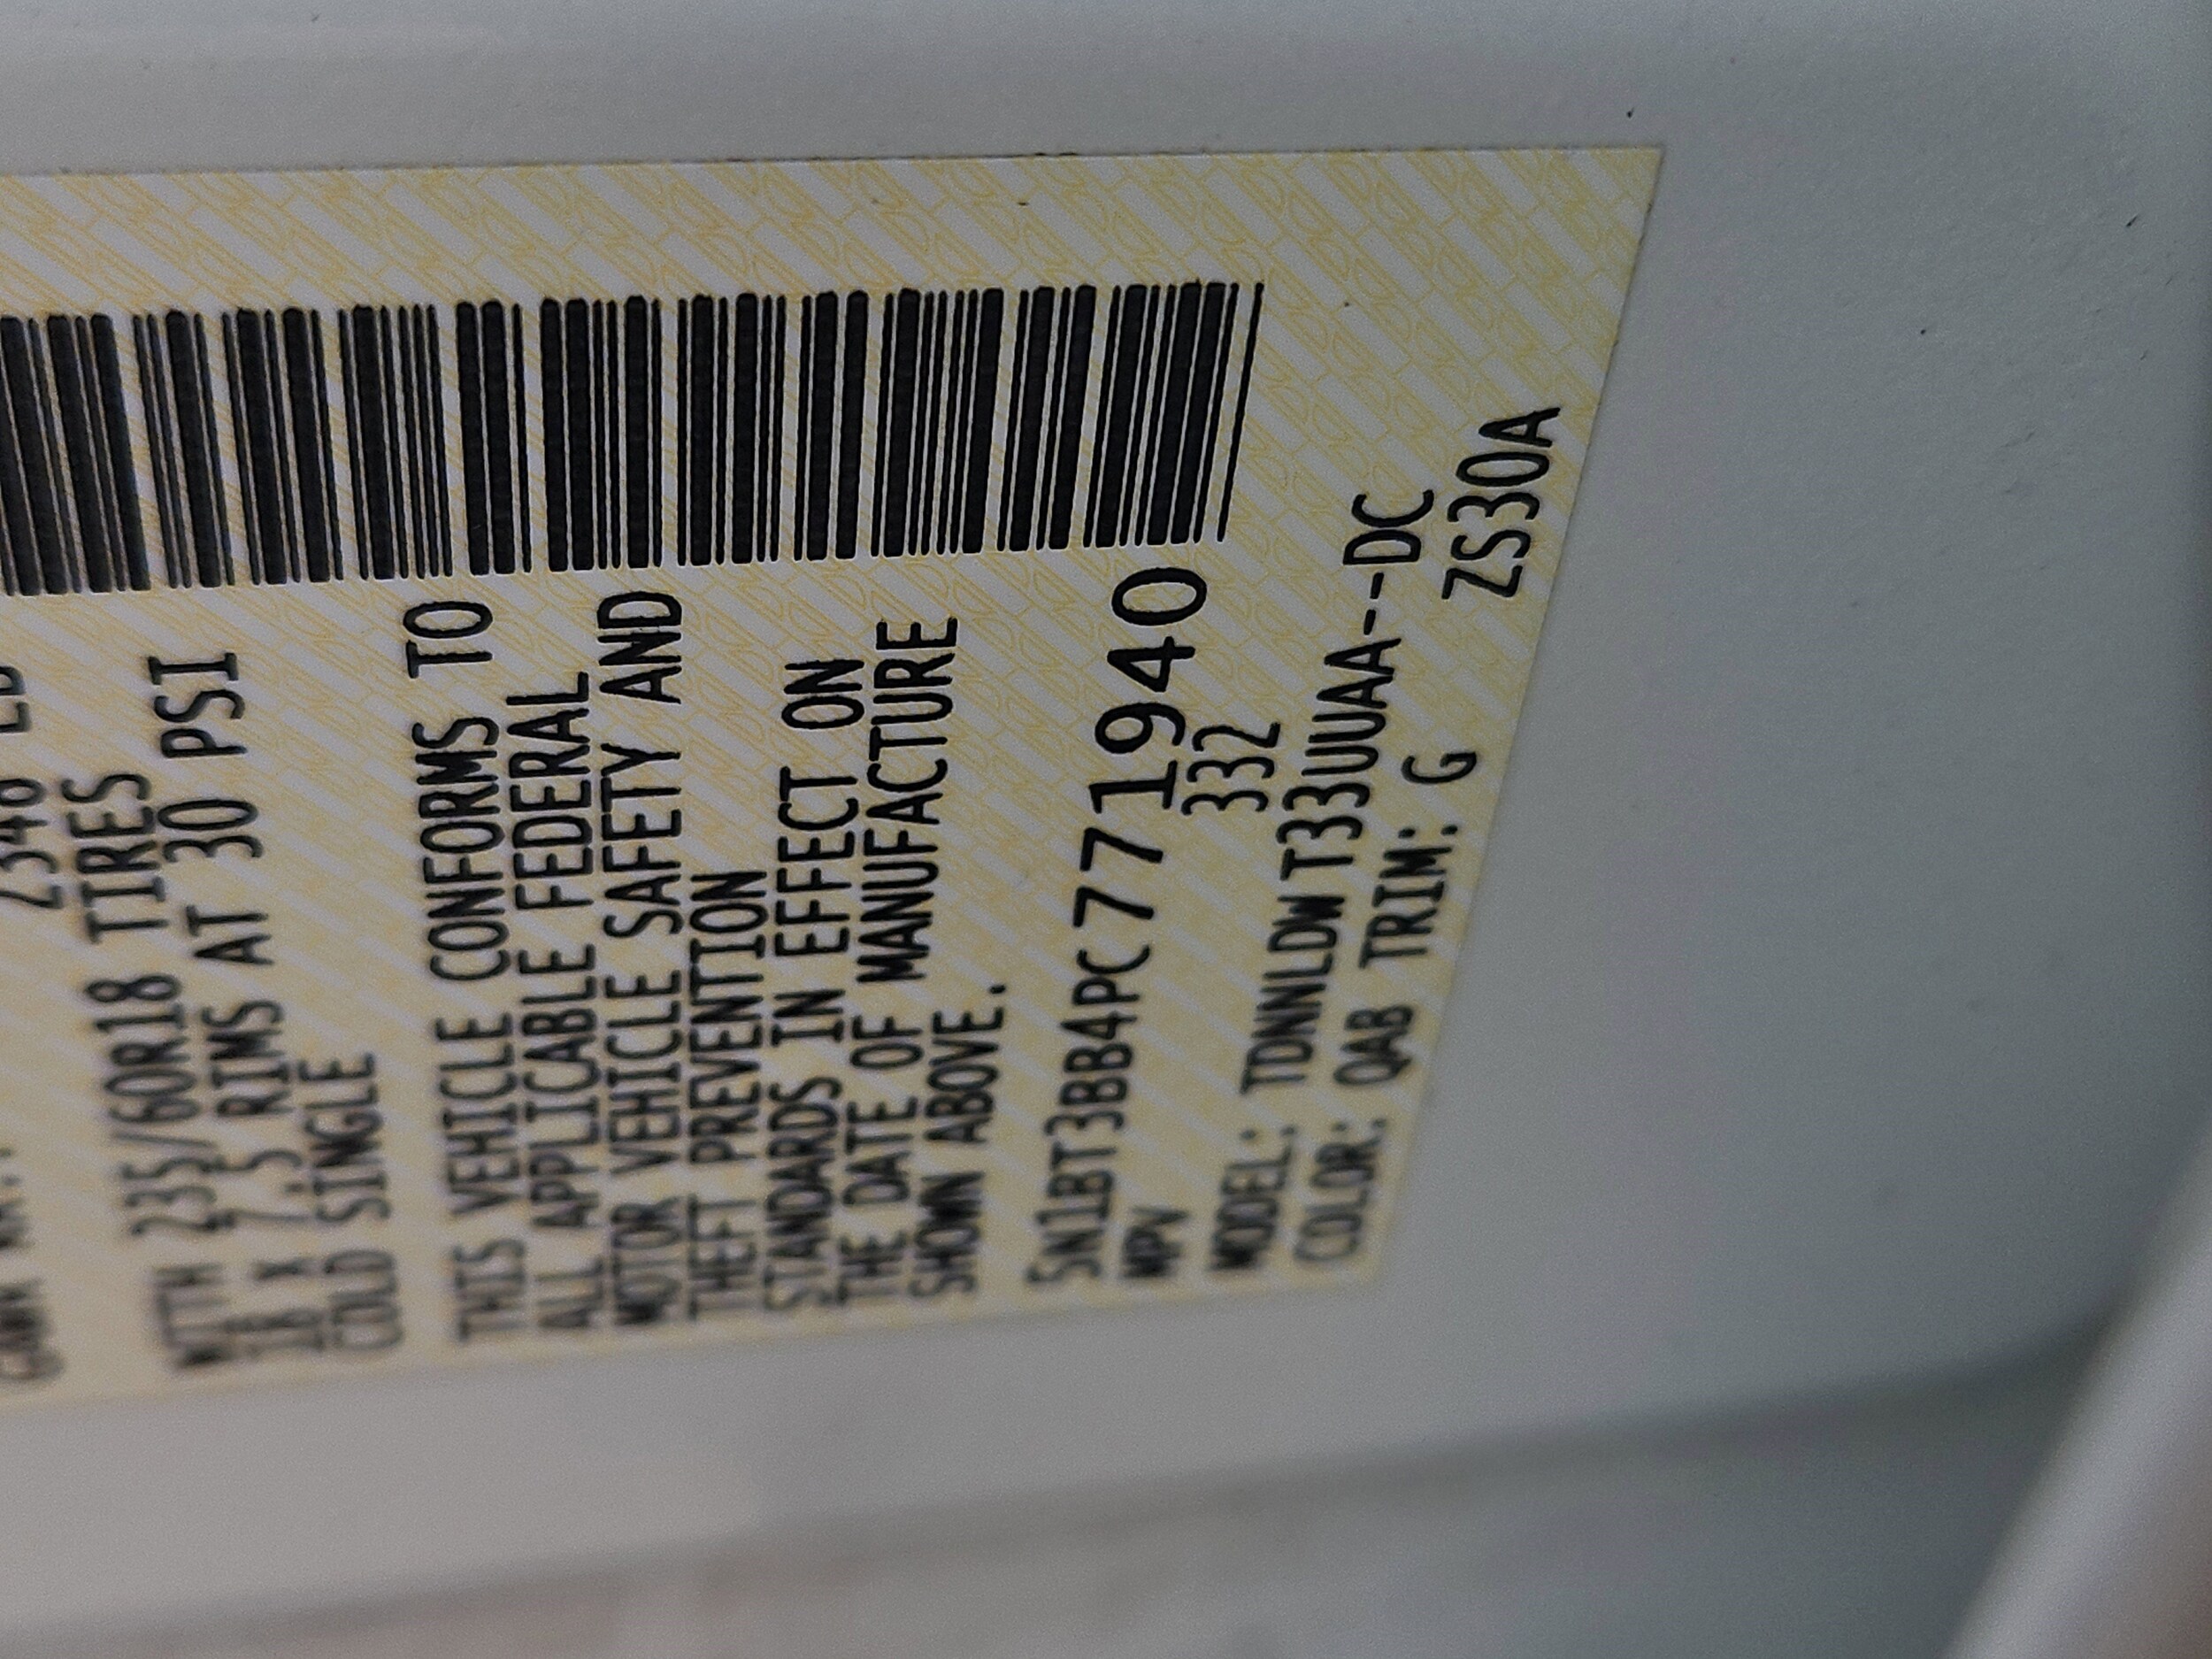 WITH 235/60R18 TIRES
18 X 7.5 RIMS AT 30 PSI
COLD SINGLE
THIS VEHICLE CONFORMS TO
ALL APPLICABLE FEDERAL
MOTOR VEHICLE SAFETY AND
THEFT PREVENTION
STANDARDS IN EFFECT ON
THE DATE OF MANUFACTURE
SHOWN ABOVE.
5N1BT3BB4PC771940
MPV 332
MODEL: TDNNLDW T33UUAA--DC
COLOR: QAB TRIM: G ZS30A